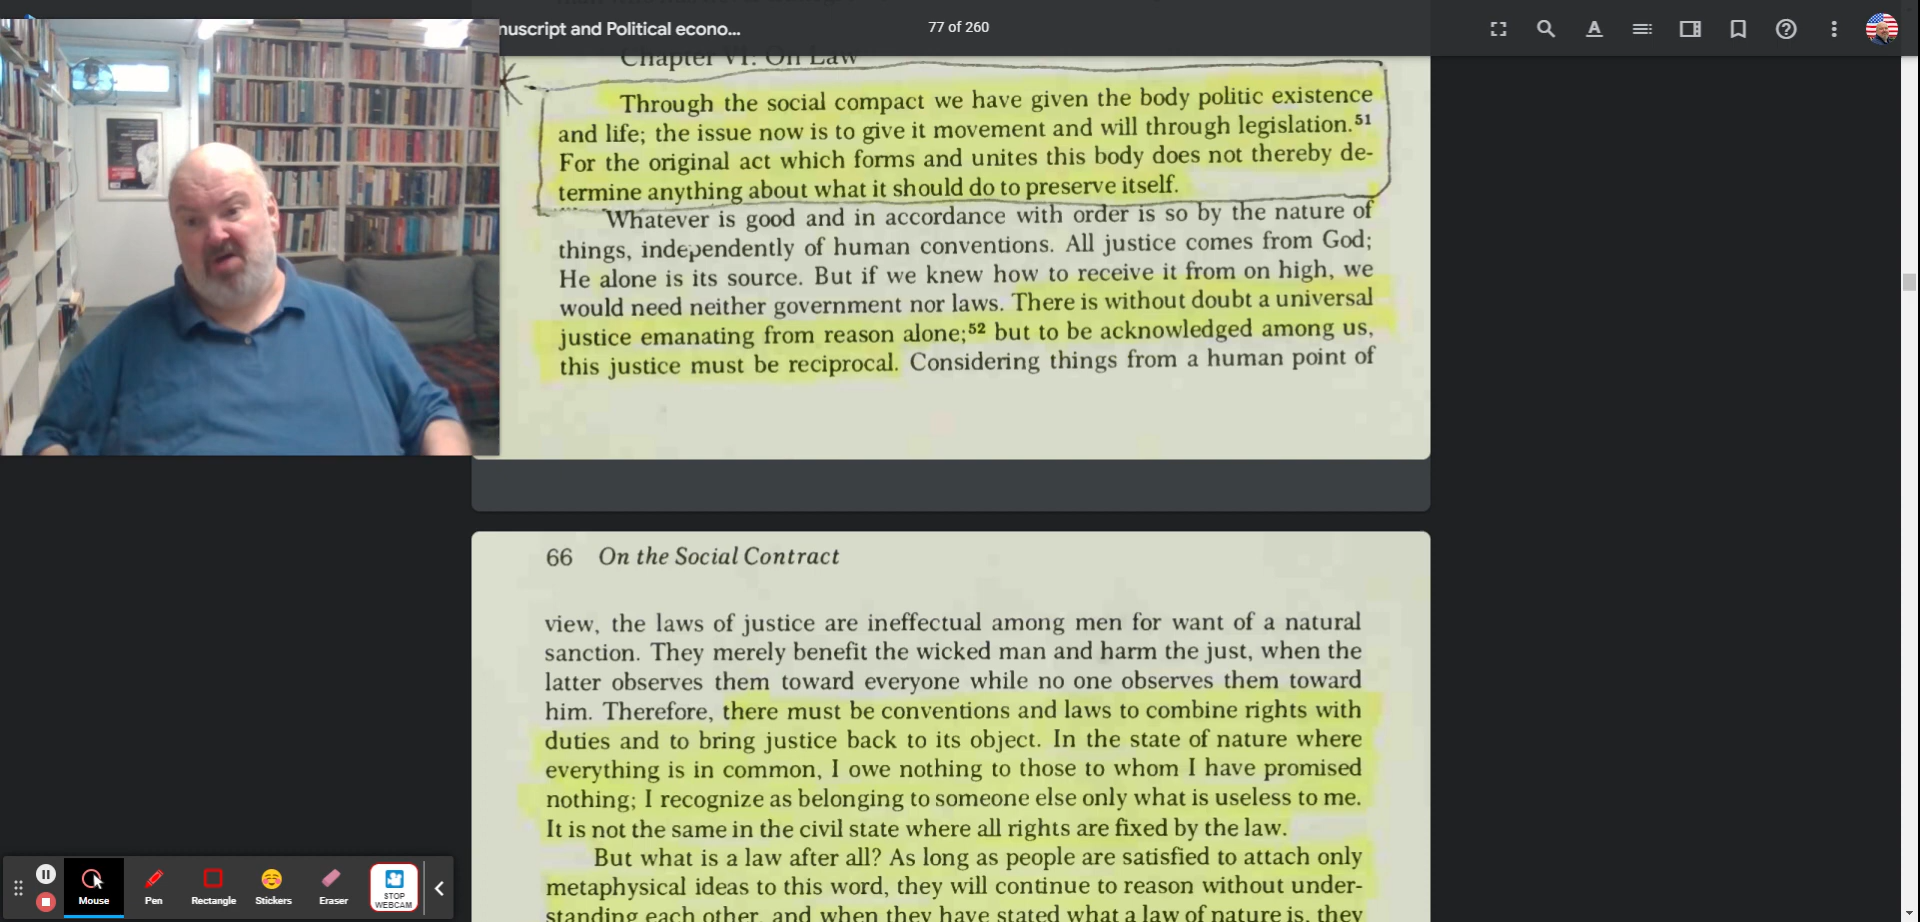 nuscript and Political econo...
77 of 260
Chapter VI: On Law
Through the social compact we have given the body politic existence
and life; the issue now is to give it movement and will through legislation.51
For the original act which forms and unites this body does not thereby de-
termine anything about what it should do to preserve itself.
Whatever is good and in accordance with order is so by the nature of
things, independently of human conventions. All justice comes from God;
He alone is its source. But if we knew how to receive it from on high, we
would need neither government nor laws. There is without doubt a universal
justice emanating from reason alone;52 but to be acknowledged among us,
this justice must be reciprocal. Considering things from a human point of
66 On the Social Contract
view, the laws of justice are ineffectual among men for want of a natural
sanction. They merely benefit the wicked man and harm the just, when the
latter observes them toward everyone while no one observes them toward
him. Therefore, there must be conventions and laws to combine rights with
duties and to bring justice back to its object. In the state of nature where
everything is in common, I owe nothing to those to whom I have promised
nothing; I recognize as belonging to someone else only what is useless to me.
It is not the same in the civil state where all rights are fixed by the law.
But what is a law after all? As long as people are satisfied to attach only
metaphysical ideas to this word, they will continue to reason without under-
standing each other, and when they have stated what a law of nature is, they
Mouse
Pen
Rectangle
Stickers
Eraser
STOP
WEBCAM